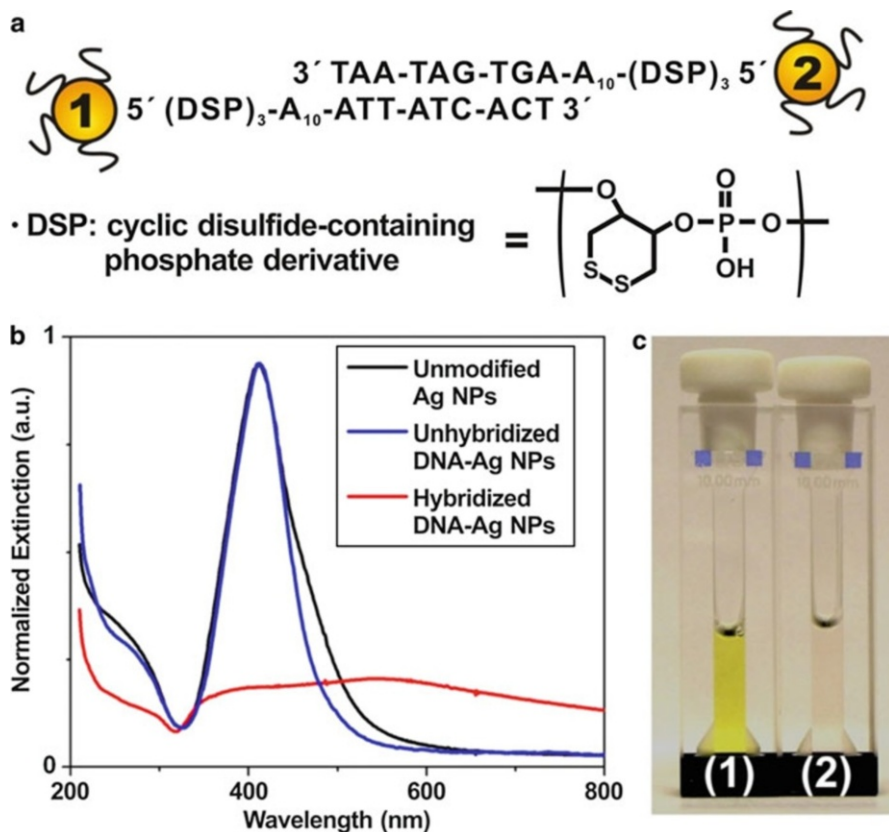 a
3´ TAA-TAG-TGA-A₁₀-(DSP)₃ 5´
2
1
5´ (DSP)₃-A₁₀-ATT-ATC-ACT 3´
· DSP: cyclic disulfide-containing
phosphate derivative
=
O
O
O P O
OH
S
S
b
1
0
Normalized Extinction (a.u.)
Unmodified
Ag NPs
Unhybridized
DNA-Ag NPs
Hybridized
DNA-Ag NPs
200 400 600 800
Wavelength (nm)
c
10.00mm 10.00mm
(1) (2)